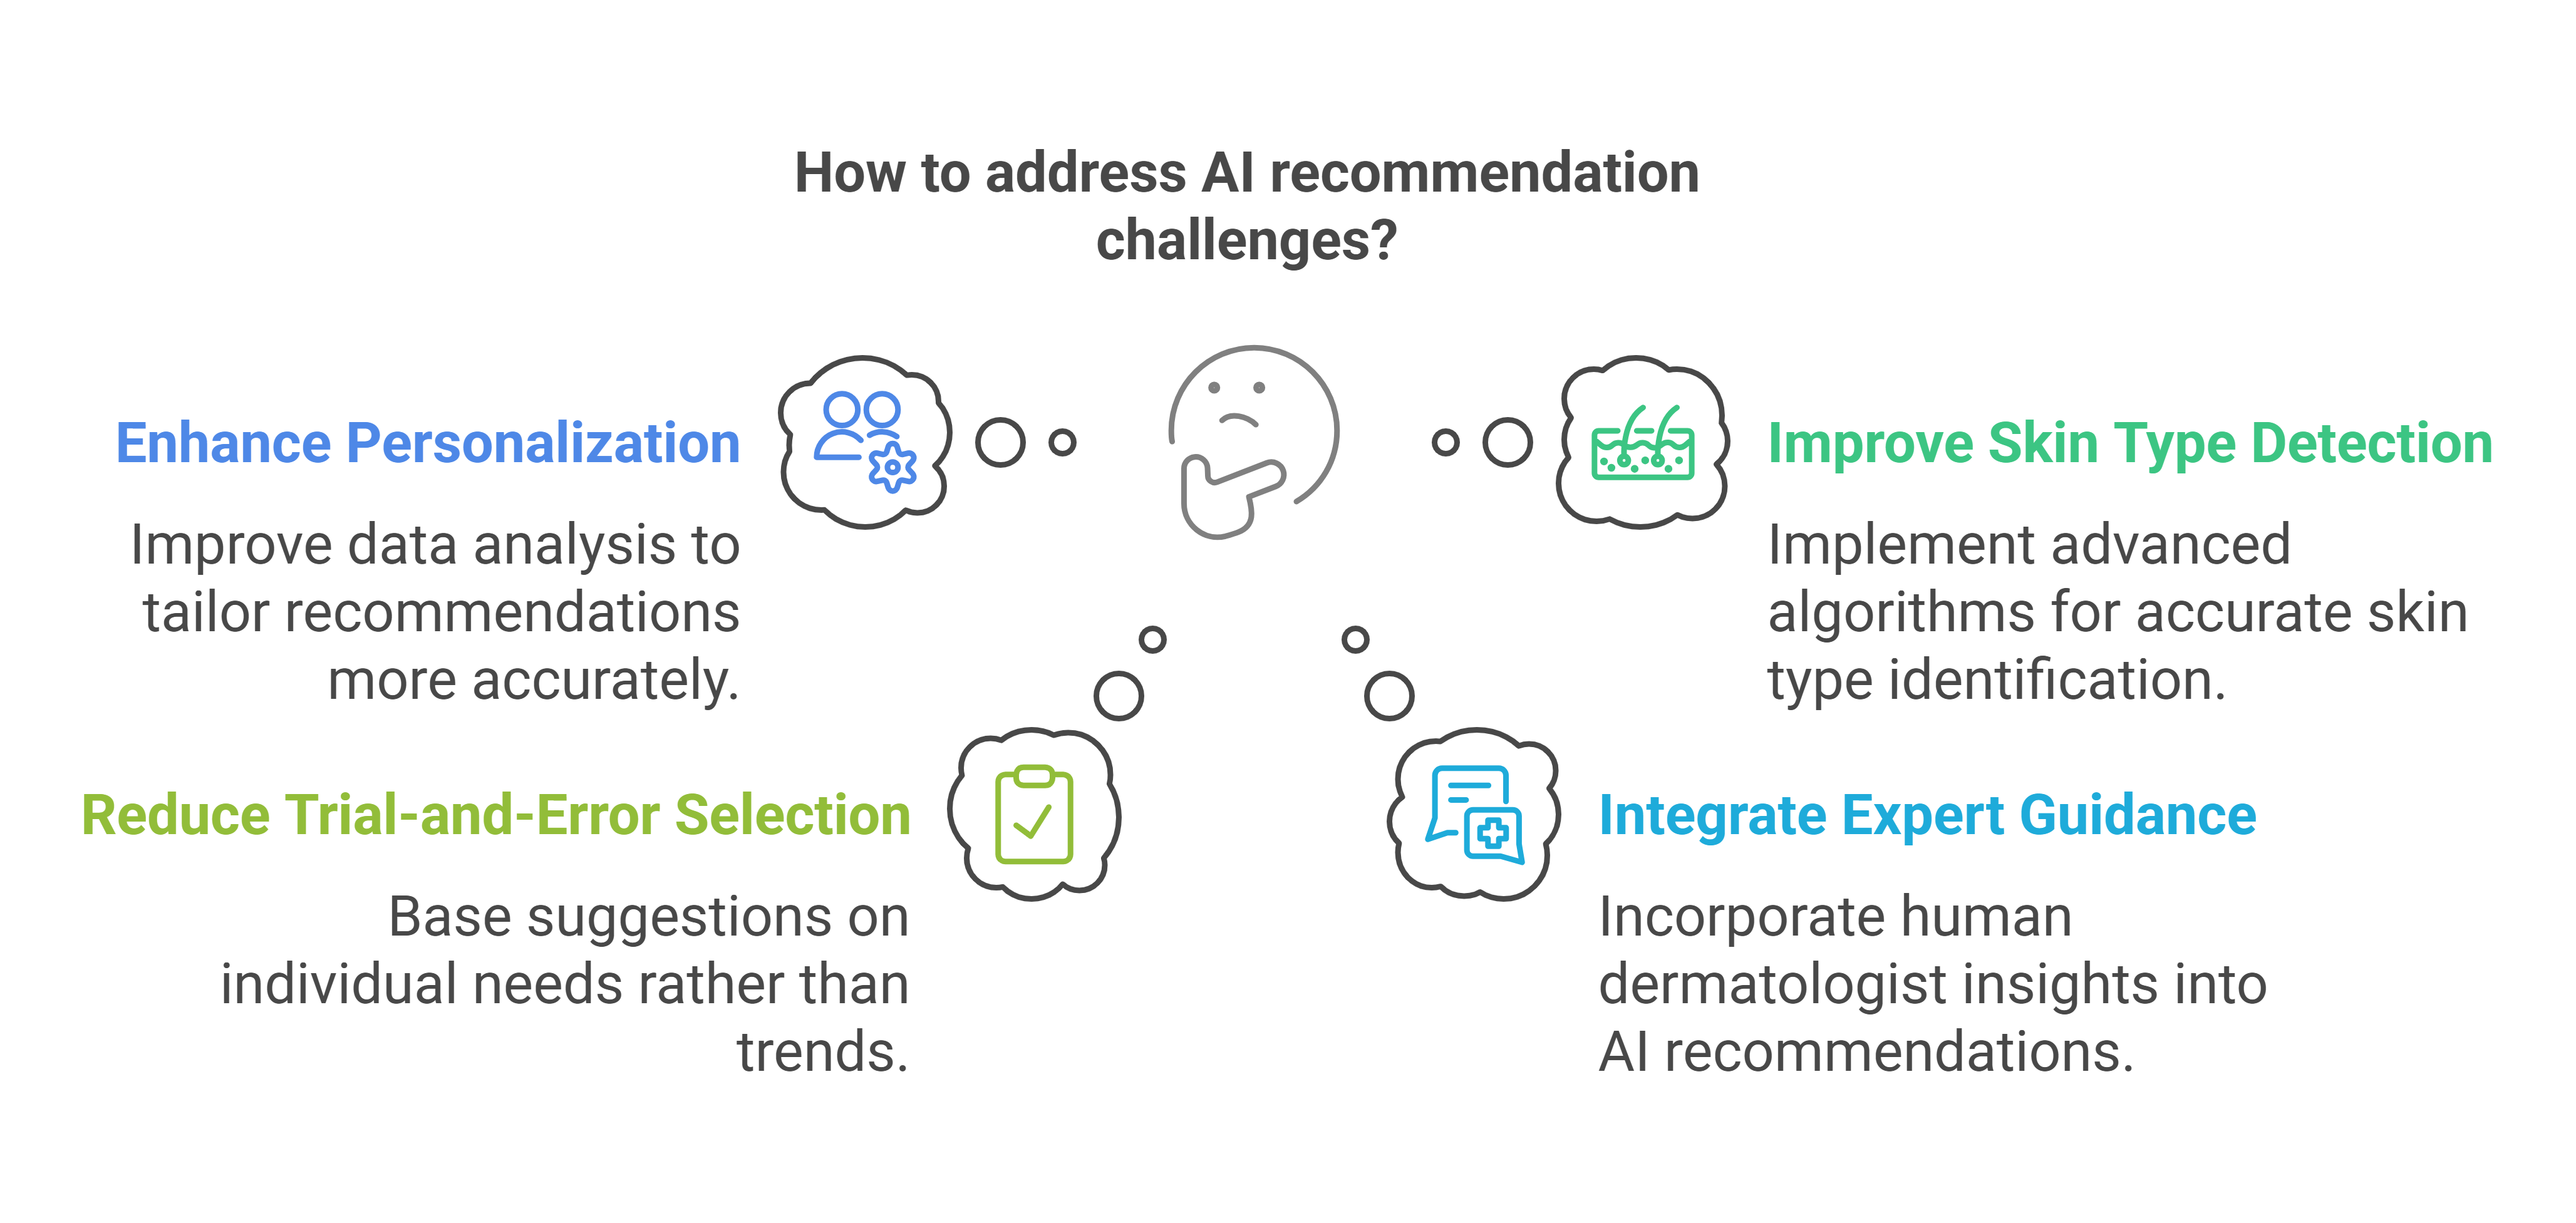 How to address AI recommendation
challenges?
Enhance Personalization
Improve data analysis to
tailor recommendations
more accurately.
Improve Skin Type Detection
Implement advanced
algorithms for accurate skin
type identification.
Reduce Trial-and-Error Selection
Base suggestions on
individual needs rather than
trends.
Integrate Expert Guidance
Incorporate human
dermatologist insights into
AI recommendations.